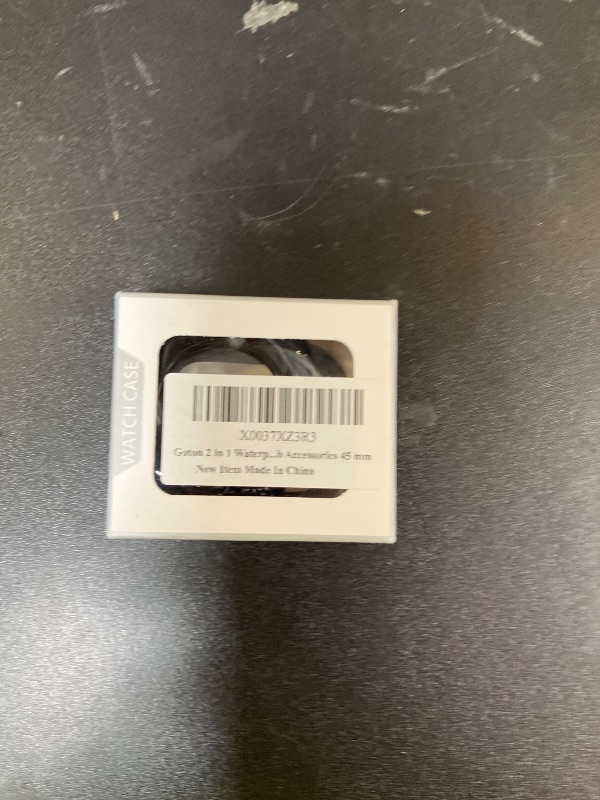 WATCH CASE
X0037XZ3R3
Goton 2 in 1 Waterp...h Accessories 45 mm
New Item Made In China